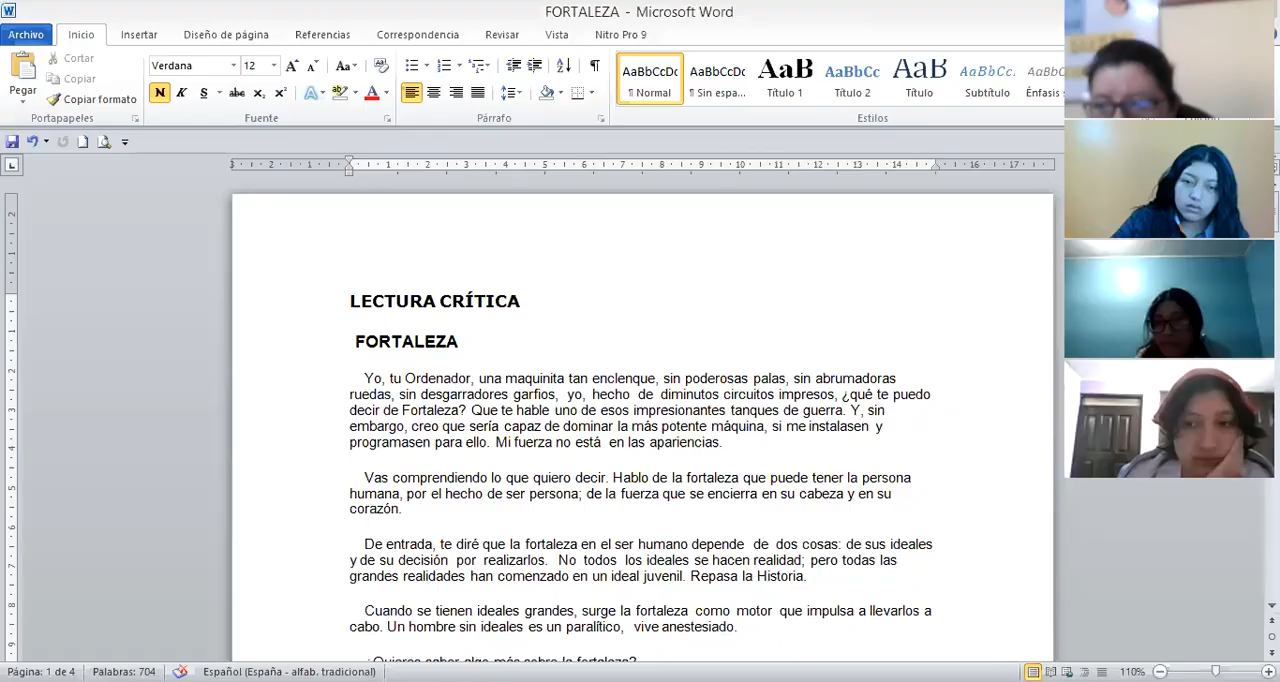 FORTALEZA - Microsoft Word
Archivo Inicio Insertar Diseño de página Referencias Correspondencia Revisar Vista Nitro Pro 9
Pegar
Cortar
Copiar
Copiar formato
Portapapeles
Verdana 12
Aa
N K S abc x₂ x²
Fuente
Párrafo
AaBbCcDc AaBbCcDc AaB AaBbCc AaB AaBbCc.
¶ Normal ¶ Sin espa... Título 1 Título 2 Título Subtítulo Énfasis
Estilos
LECTURA CRÍTICA
FORTALEZA
Yo, tu Ordenador, una maquinita tan enclenque, sin poderosas palas, sin abrumadoras
ruedas, sin desgarradores garfios, yo, hecho de diminutos circuitos impresos, ¿qué te puedo
decir de Fortaleza? Que te hable uno de esos impresionantes tanques de guerra. Y, sin
embargo, creo que sería capaz de dominar la más potente máquina, si me instalasen y
programasen para ello. Mi fuerza no está en las apariencias.
Vas comprendiendo lo que quiero decir. Hablo de la fortaleza que puede tener la persona
humana, por el hecho de ser persona; de la fuerza que se encierra en su cabeza y en su
corazón.
De entrada, te diré que la fortaleza en el ser humano depende de dos cosas: de sus ideales
y de su decisión por realizarlos. No todos los ideales se hacen realidad; pero todas las
grandes realidades han comenzado en un ideal juvenil. Repasa la Historia.
Cuando se tienen ideales grandes, surge la fortaleza como motor que impulsa a llevarlos a
cabo. Un hombre sin ideales es un paralítico, vive anestesiado.
¿Quieres saber algo más sobre la fortaleza?
Página: 1 de 4 Palabras: 704 Español (España - alfab. tradicional) 110%